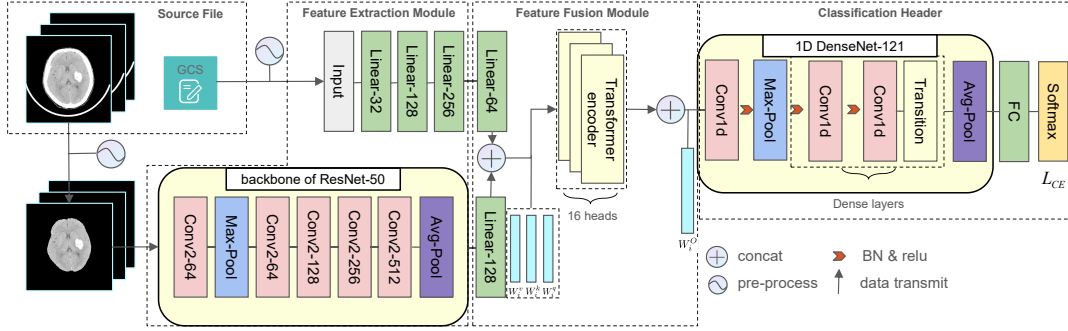 Source File
Feature Extraction Module
Feature Fusion Module
Classification Header
GCS
Input
Linear-32
Linear-128
Linear-256
Linear-64
Transformer
encoder
16 heads
1D DenseNet-121
Conv1d
Max-Pool
Conv1d
Conv1d
Transition
Avg-Pool
FC
Softmax
L_CE
Dense layers
backbone of ResNet-50
Conv2-64
Max-Pool
Conv2-64
Conv2-128
Conv2-256
Conv2-512
Avg-Pool
Linear-128
W_i^v
W_i^k
W_i^q
W_i^O
concat
BN & relu
pre-process
data transmit